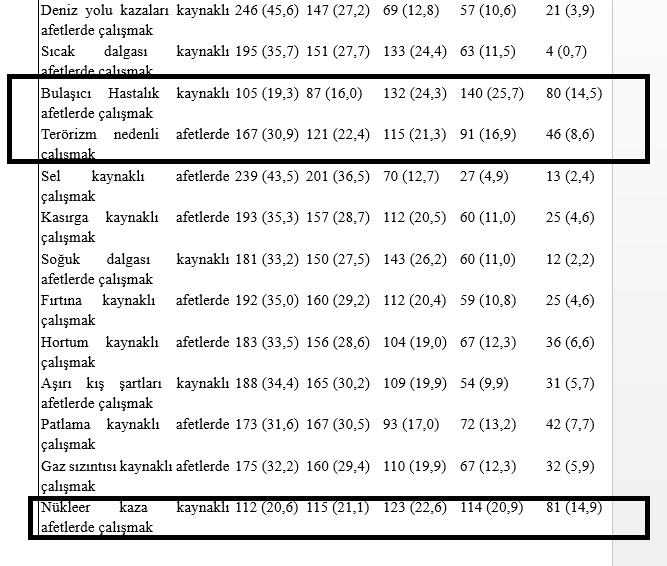 Deniz yolu kazaları kaynaklı 246 (45,6) 147 (27,2) 69 (12,8) 57 (10,6) 21 (3,9)
afetlerde çalışmak
Sıcak dalgası kaynaklı 195 (35,7) 151 (27,7) 133 (24,4) 63 (11,5) 4 (0,7)
afetlerde çalışmak
Bulaşıcı Hastalık kaynaklı 105 (19,3) 87 (16,0) 132 (24,3) 140 (25,7) 80 (14,5)
afetlerde çalışmak
Terörizm nedenli afetlerde 167 (30,9) 121 (22,4) 115 (21,3) 91 (16,9) 46 (8,6)
çalışmak
Sel kaynaklı afetlerde 239 (43,5) 201 (36,5) 70 (12,7) 27 (4,9) 13 (2,4)
çalışmak
Kasırga kaynaklı afetlerde 193 (35,3) 157 (28,7) 112 (20,5) 60 (11,0) 25 (4,6)
çalışmak
Soğuk dalgası kaynaklı 181 (33,2) 150 (27,5) 143 (26,2) 60 (11,0) 12 (2,2)
afetlerde çalışmak
Fırtına kaynaklı afetlerde 192 (35,0) 160 (29,2) 112 (20,4) 59 (10,8) 25 (4,6)
çalışmak
Hortum kaynaklı afetlerde 183 (33,5) 156 (28,6) 104 (19,0) 67 (12,3) 36 (6,6)
çalışmak
Aşırı kış şartları kaynaklı 188 (34,4) 165 (30,2) 109 (19,9) 54 (9,9) 31 (5,7)
afetlerde çalışmak
Patlama kaynaklı afetlerde 173 (31,6) 167 (30,5) 93 (17,0) 72 (13,2) 42 (7,7)
çalışmak
Gaz sızıntısı kaynaklı afetlerde 175 (32,2) 160 (29,4) 110 (19,9) 67 (12,3) 32 (5,9)
çalışmak
Nükleer kaza kaynaklı 112 (20,6) 115 (21,1) 123 (22,6) 114 (20,9) 81 (14,9)
afetlerde çalışmak